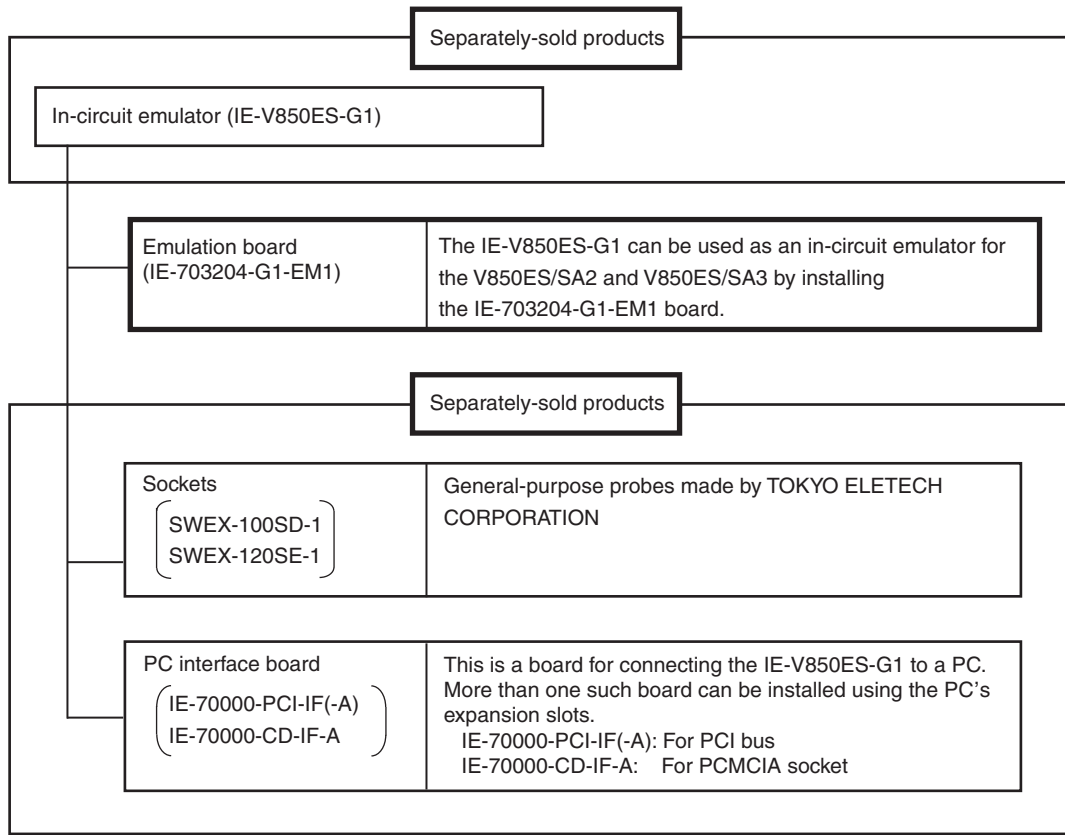 Separately-sold products
In-circuit emulator (IE-V850ES-G1)
Emulation board
(IE-703204-G1-EM1)
The IE-V850ES-G1 can be used as an in-circuit emulator for
the V850ES/SA2 and V850ES/SA3 by installing
the IE-703204-G1-EM1 board.
Separately-sold products
Sockets
SWEX-100SD-1
SWEX-120SE-1
General-purpose probes made by TOKYO ELETECH
CORPORATION
PC interface board
IE-70000-PCI-IF(-A)
IE-70000-CD-IF-A
This is a board for connecting the IE-V850ES-G1 to a PC.
More than one such board can be installed using the PC's
expansion slots.
IE-70000-PCI-IF(-A): For PCI bus
IE-70000-CD-IF-A: For PCMCIA socket